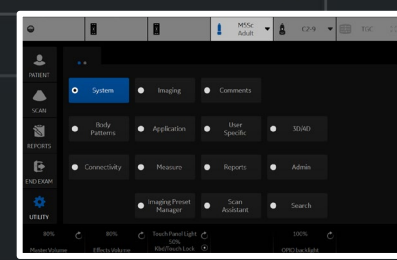 M5Sc
Adult
C2-9
TGC
PATIENT
SCAN
REPORTS
END EXAM
UTILITY
System
Imaging
Comments
Body
Patterns
Application
User
Specific
3D/4D
Connectivity
Measure
Reports
Admin
Imaging Preset
Manager
Scan
Assistant
Search
80%
Master Volume
80%
Effects Volume
Touch Panel Light
50%
Kbd/Touch Lock
100%
OPIO backlight